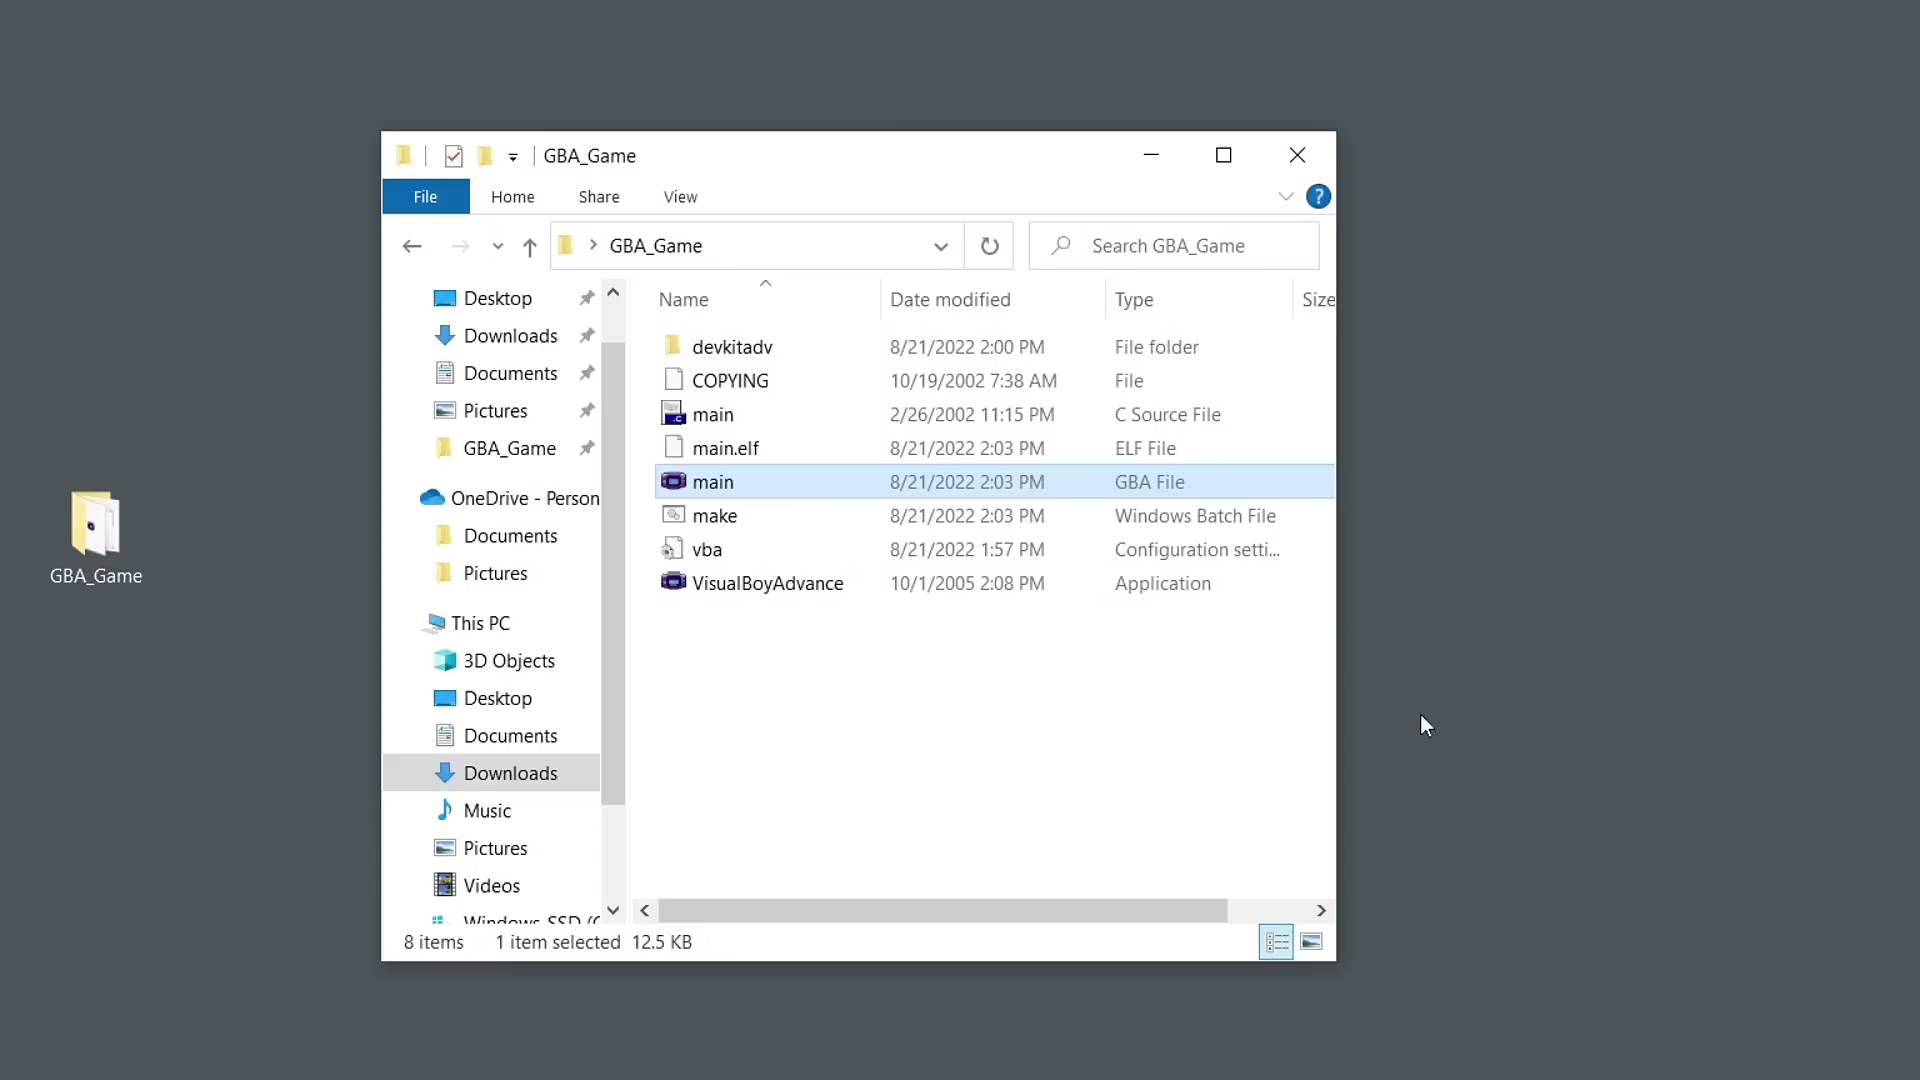 GBA_Game
GBA_Game
File Home Share View ?
GBA_Game Search GBA_Game
Desktop
Downloads
Documents
Pictures
GBA_Game
OneDrive - Person
Documents
Pictures
This PC
3D Objects
Desktop
Documents
Downloads
Music
Pictures
Videos
Windows-SSD (C
Name Date modified Type Size
devkitadv 8/21/2022 2:00 PM File folder
COPYING 10/19/2002 7:38 AM File
main 2/26/2002 11:15 PM C Source File
main.elf 8/21/2022 2:03 PM ELF File
main 8/21/2022 2:03 PM GBA File
make 8/21/2022 2:03 PM Windows Batch File
vba 8/21/2022 1:57 PM Configuration setti...
VisualBoyAdvance 10/1/2005 2:08 PM Application
8 items 1 item selected 12.5 KB